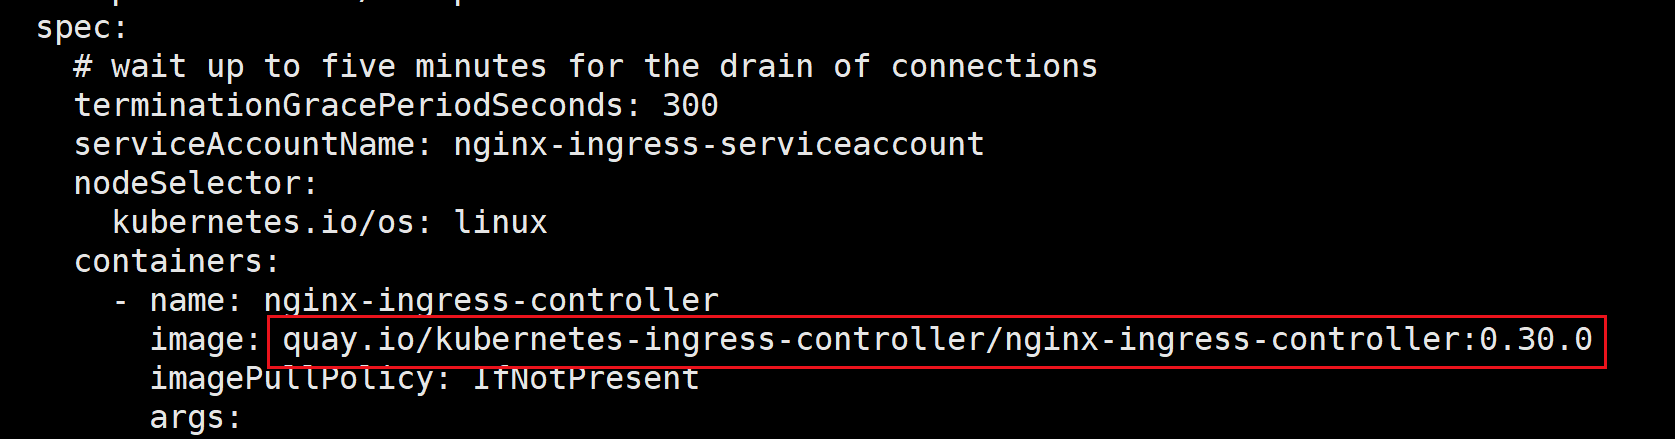 spec:
# wait up to five minutes for the drain of connections
terminationGracePeriodSeconds: 300
serviceAccountName: nginx-ingress-serviceaccount
nodeSelector:
kubernetes.io/os: linux
containers:
- name: nginx-ingress-controller
image: quay.io/kubernetes-ingress-controller/nginx-ingress-controller:0.30.0
imagePullPolicy: IfNotPresent
args: